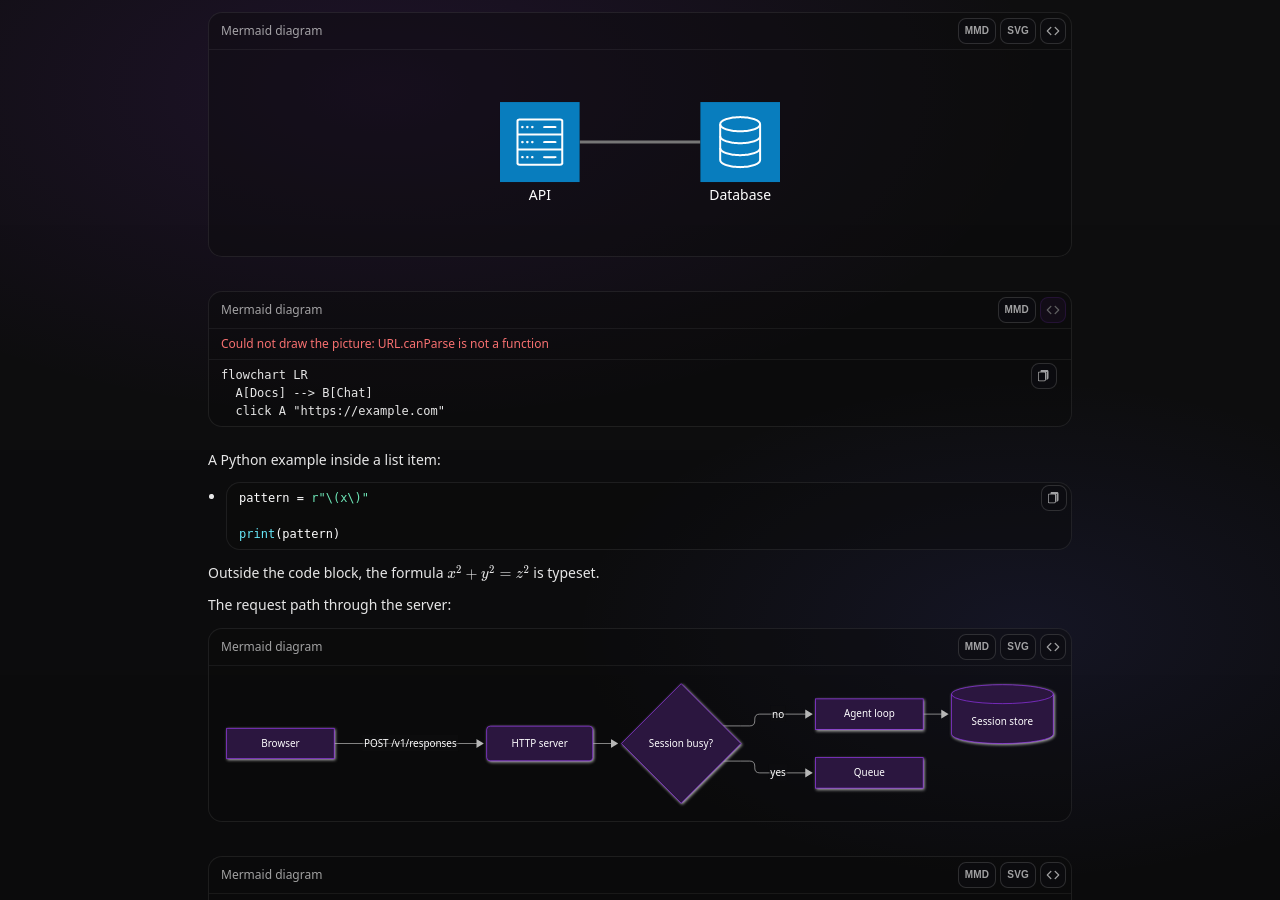 Mermaid diagram
MMD SVG <>
API
Database
Mermaid diagram
MMD <>
Could not draw the picture: URL.canParse is not a function
flowchart LR
  A[Docs] --> B[Chat]
  click A "https://example.com"
A Python example inside a list item:
pattern = r"\(x\)"
print(pattern)
Outside the code block, the formula x² + y² = z² is typeset.
The request path through the server:
Mermaid diagram
MMD SVG <>
Browser
POST /v1/responses
HTTP server
Session busy?
no
Agent loop
Session store
yes
Queue
Mermaid diagram
MMD SVG <>